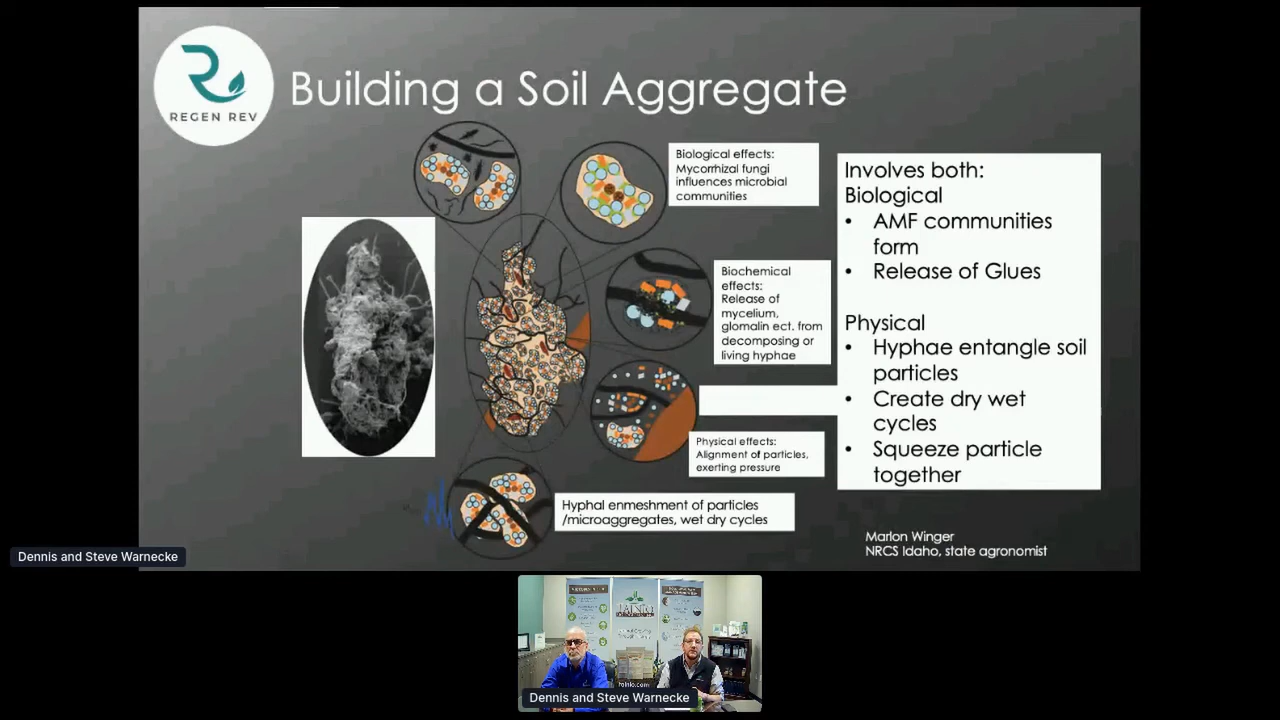 REGEN REV
Building a Soil Aggregate
Biological effects:
Mycorrhizal fungi
influences microbial
communities
Biochemical
effects:
Release of
mycelium,
glomalin ect. from
decomposing or
living hyphae
Physical effects:
Alignment of particles,
exerting pressure
Hyphal enmeshment of particles
/microaggregates, wet dry cycles
Involves both:
Biological
• AMF communities
form
• Release of Glues
Physical
• Hyphae entangle soil
particles
• Create dry wet
cycles
• Squeeze particle
together
Marlon Winger
NRCS Idaho, state agronomist
Dennis and Steve Warnecke
TAINIO
tainio.com
Dennis and Steve Warnecke